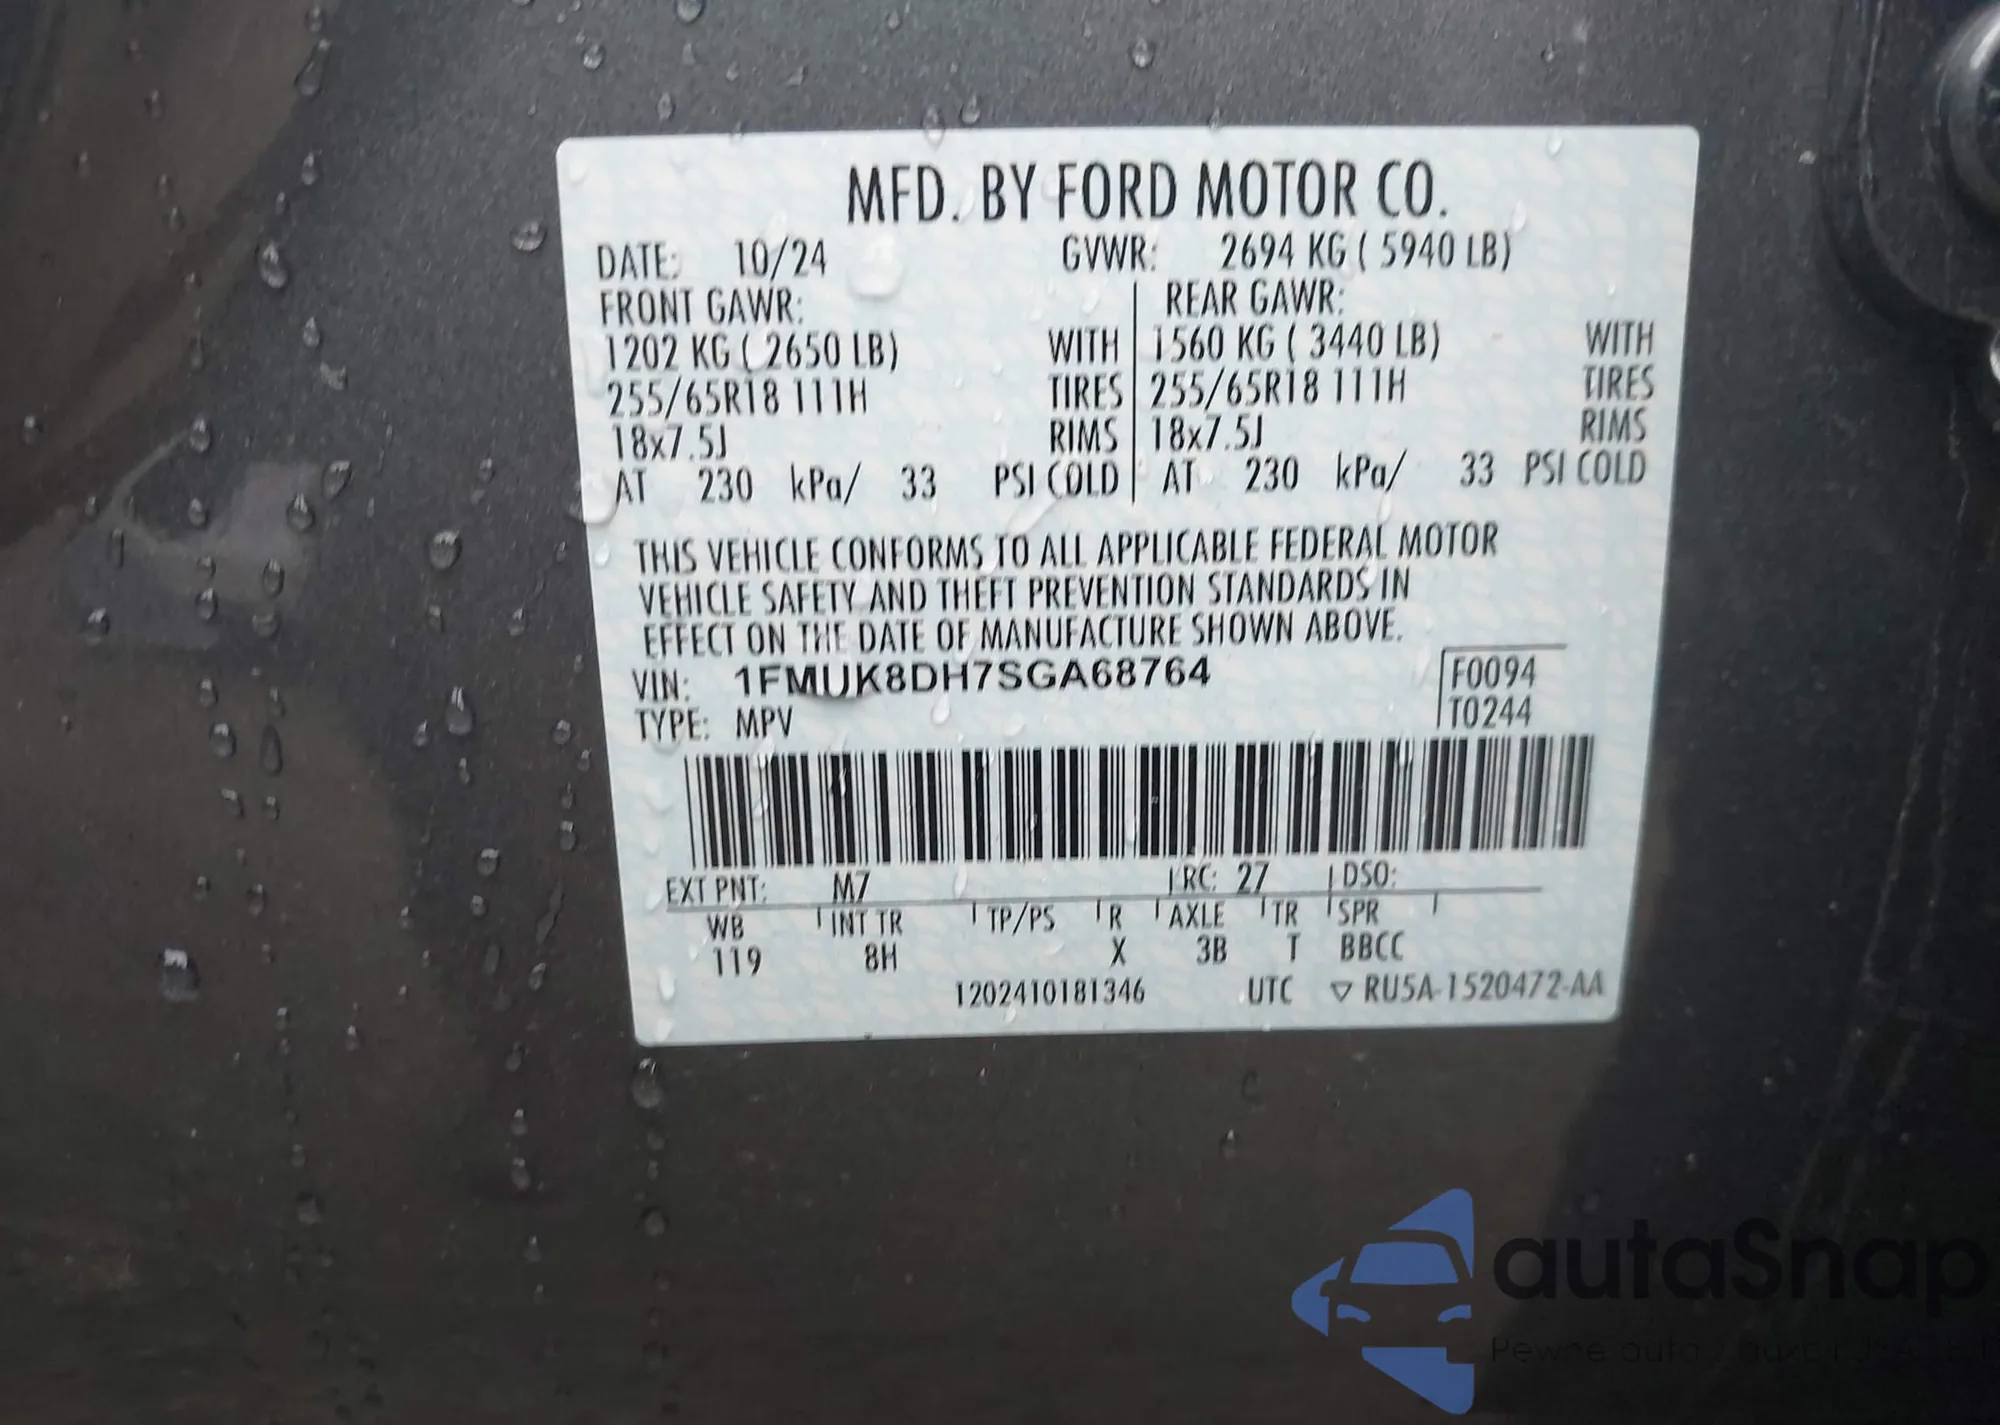 MFD. BY FORD MOTOR CO.
DATE: 10/24 GVWR: 2694 KG ( 5940 LB)
FRONT GAWR: REAR GAWR:
1202 KG ( 2650 LB) WITH 1560 KG ( 3440 LB) WITH
255/65R18 111H TIRES 255/65R18 111H TIRES
18x7.5J RIMS 18x7.5J RIMS
AT 230 kPa/ 33 PSI COLD AT 230 kPa/ 33 PSI COLD
THIS VEHICLE CONFORMS TO ALL APPLICABLE FEDERAL MOTOR
VEHICLE SAFETY AND THEFT PREVENTION STANDARDS IN
EFFECT ON THE DATE OF MANUFACTURE SHOWN ABOVE.
VIN: 1FMUK8DH7SGA68764 F0094
TYPE: MPV T0244
EXT PNT: M7 RC: 27 DSO:
WB INT TR TP/PS R AXLE TR SPR
119 8H X 3B T BBCC
1202410181346 UTC ▽ RU5A-1520472-AA
autaSnap
Pewne auto